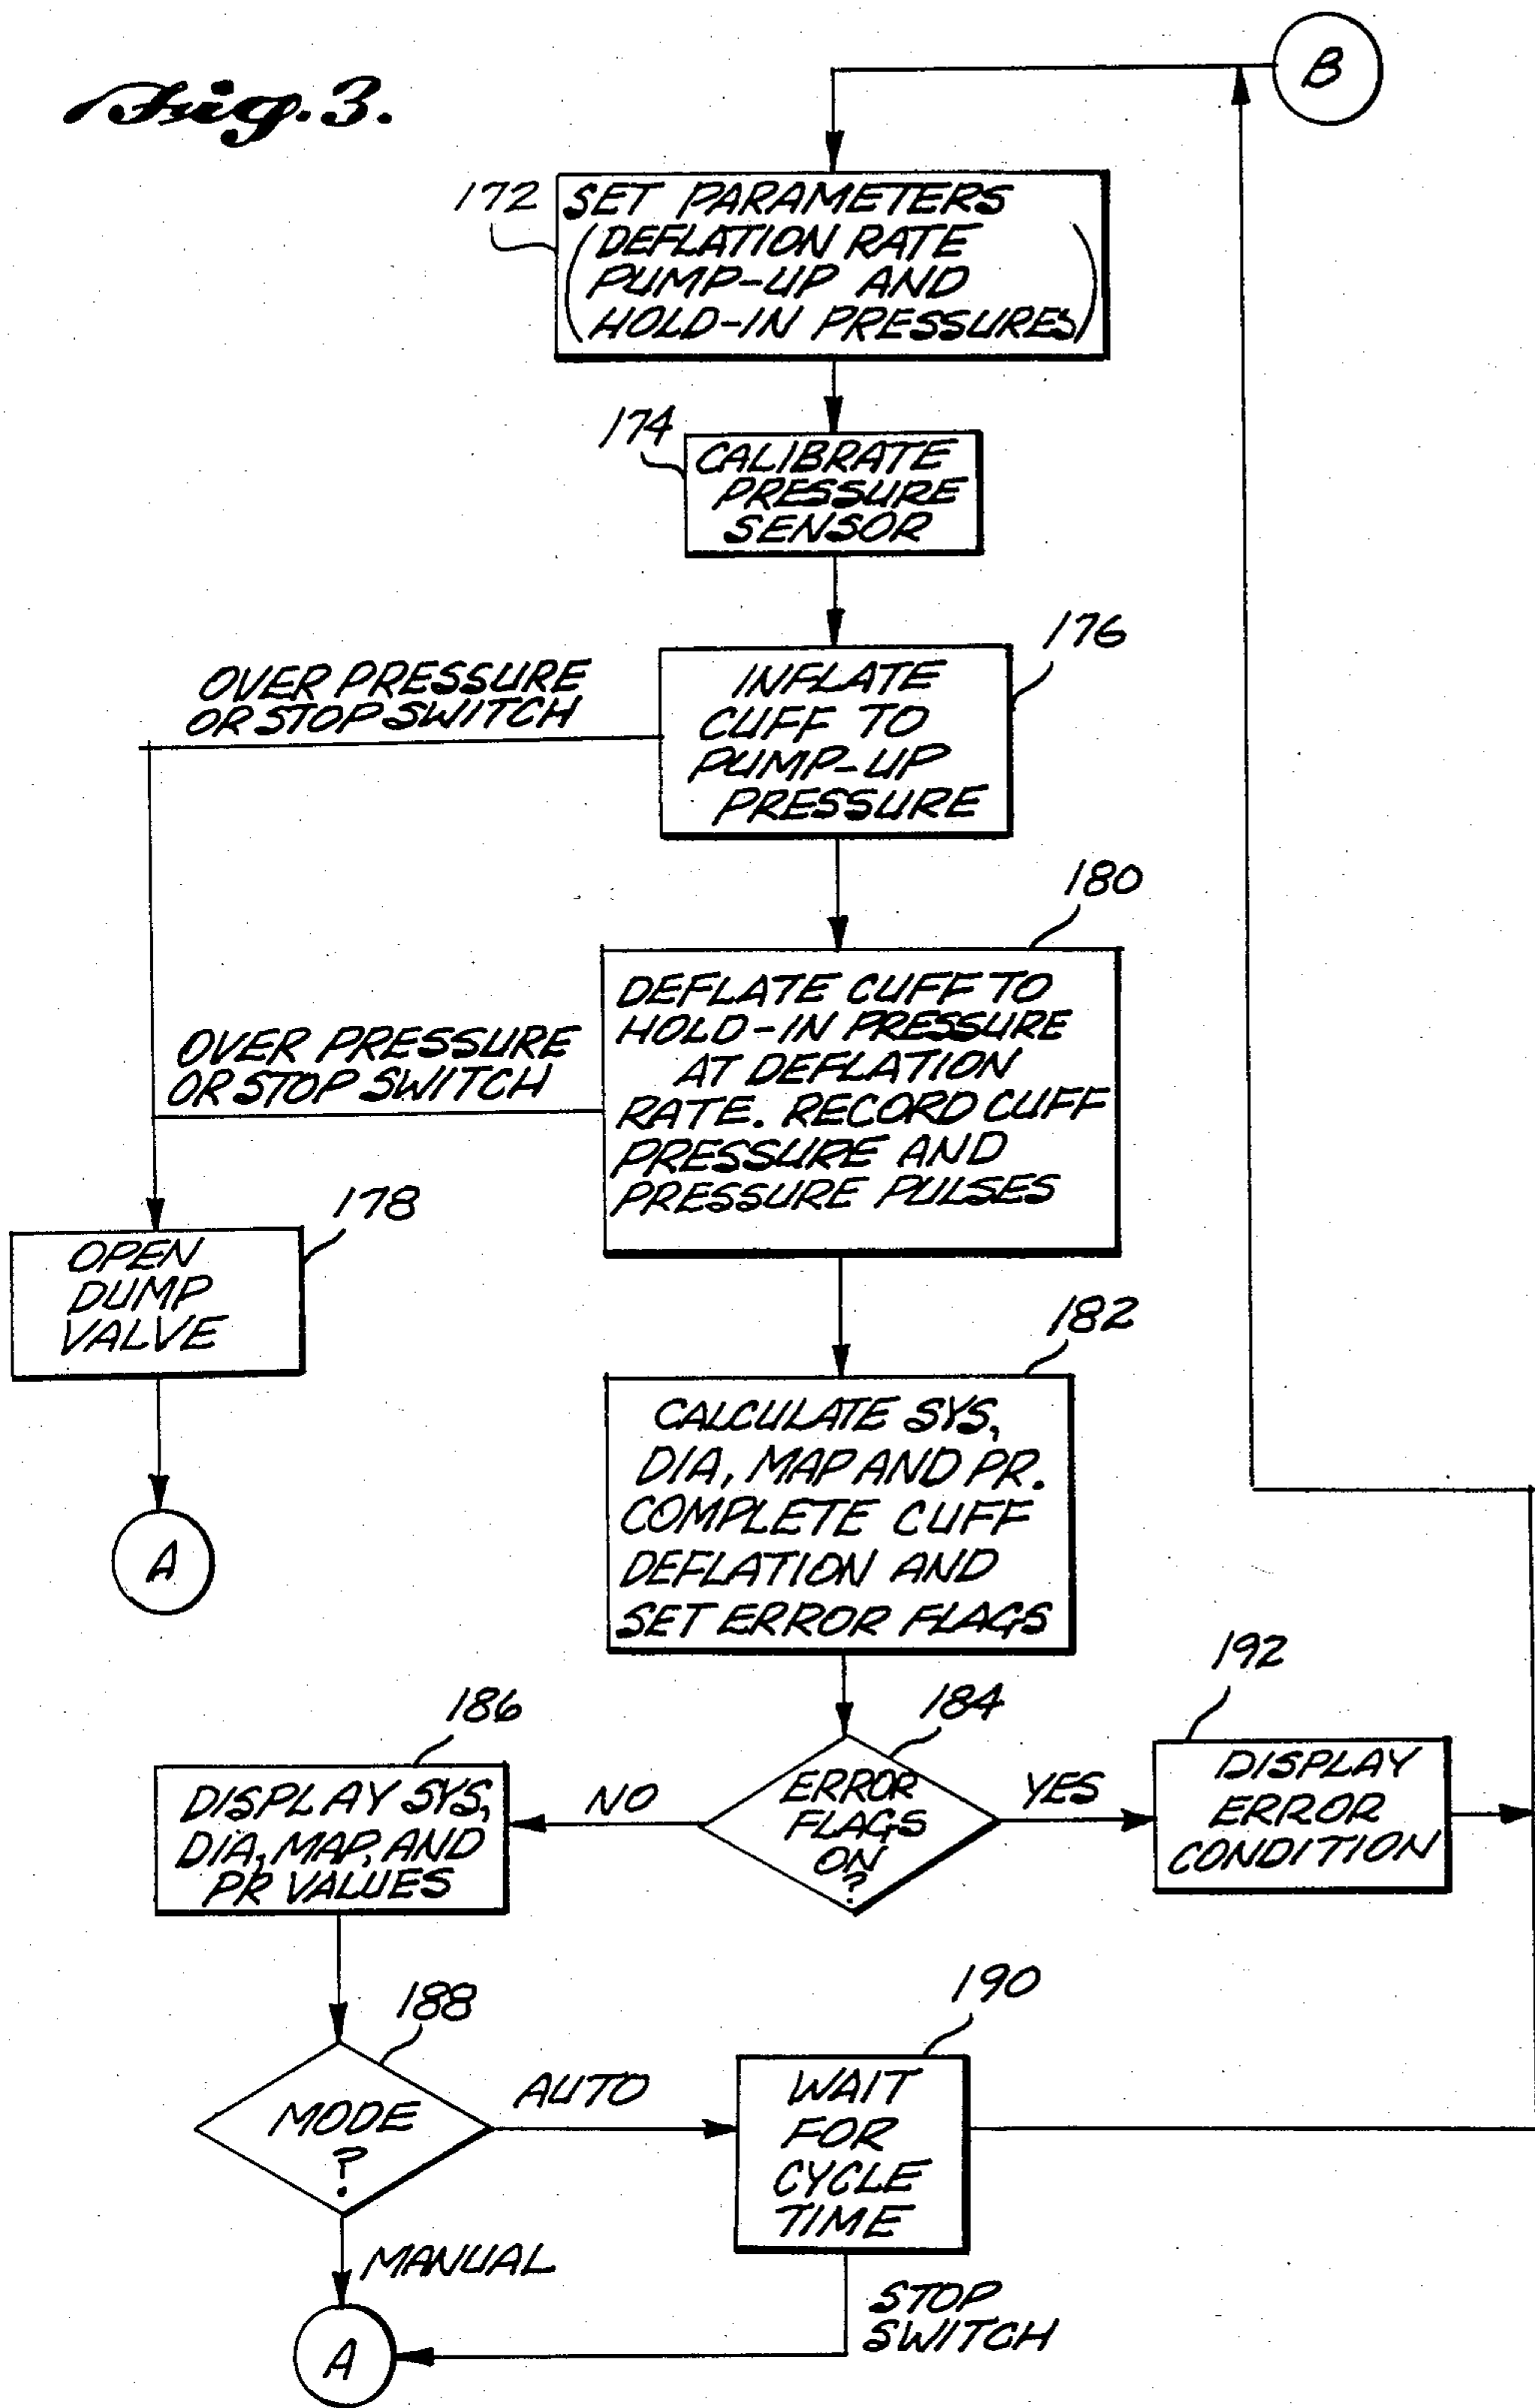 Fig. 3.
B
172
SET PARAMETERS
(DEFLATION RATE
PUMP-UP AND
HOLD-IN PRESSURES)
174
CALIBRATE
PRESSURE
SENSOR
176
INFLATE
CUFF TO
PUMP-UP
PRESSURE
OVER PRESSURE
OR STOP SWITCH
180
DEFLATE CUFF TO
HOLD-IN PRESSURE
AT DEFLATION
RATE. RECORD CUFF
PRESSURE AND
PRESSURE PULSES
OVER PRESSURE
OR STOP SWITCH
178
OPEN
DUMP
VALVE
A
182
CALCULATE SYS,
DIA, MAP AND PR.
COMPLETE CUFF
DEFLATION AND
SET ERROR FLAGS
184
ERROR
FLAGS
ON
?
NO
YES
186
DISPLAY SYS,
DIA, MAP, AND
PR VALUES
192
DISPLAY
ERROR
CONDITION
188
MODE
?
AUTO
MANUAL
190
WAIT
FOR
CYCLE
TIME
STOP
SWITCH
A